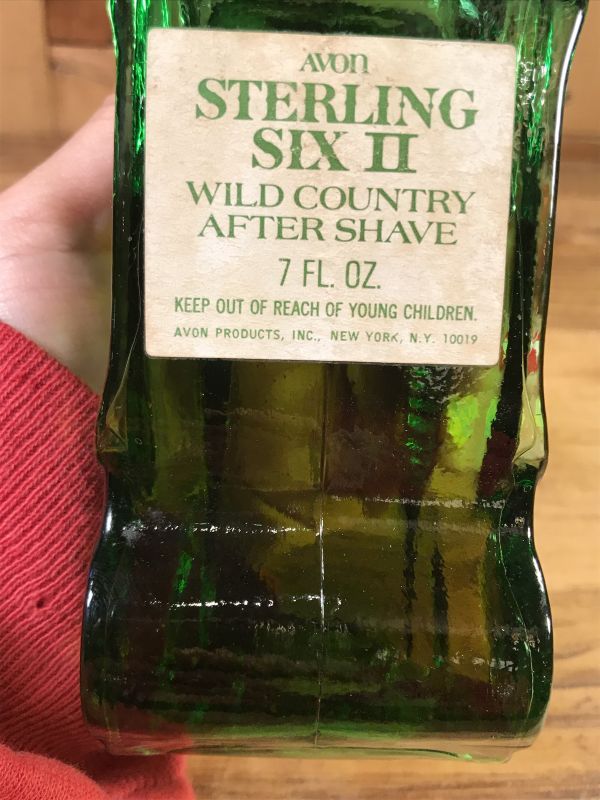 AVON
STERLING
SIX II
WILD COUNTRY
AFTER SHAVE
7 FL. OZ.
KEEP OUT OF REACH OF YOUNG CHILDREN.
AVON PRODUCTS, INC., NEW YORK, N.Y. 10019